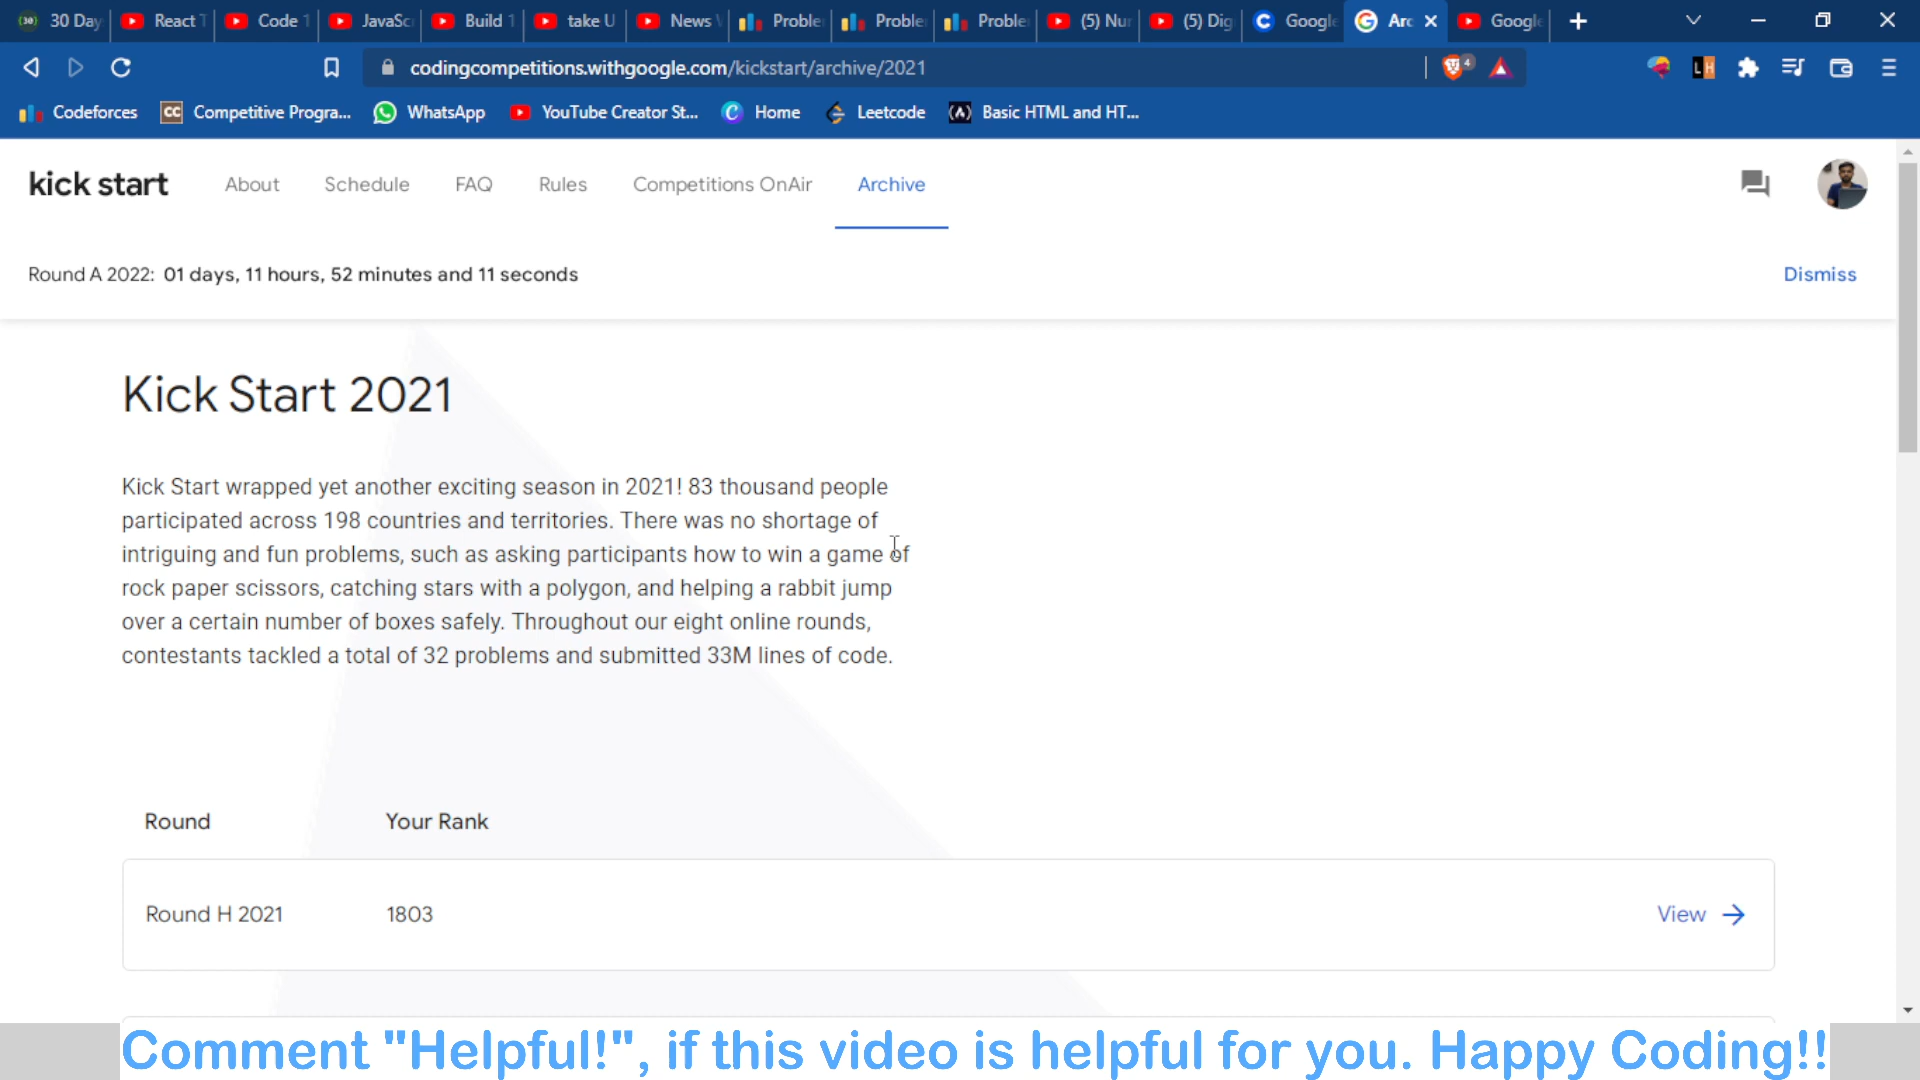 30 Day
React T
Code 1
JavaSc
Build 1
take U
News
Proble
Proble
Proble
(5) Nur
(5) Dig
Google
Arc
Google
codingcompetitions.withgoogle.com/kickstart/archive/2021
4
LH
Codeforces
CC
Competitive Progra...
WhatsApp
YouTube Creator St...
Home
Leetcode
Basic HTML and HT...
kick start
About
Schedule
FAQ
Rules
Competitions OnAir
Archive
Round A 2022: 01 days, 11 hours, 52 minutes and 11 seconds
Dismiss
Kick Start 2021
Kick Start wrapped yet another exciting season in 2021! 83 thousand people
participated across 198 countries and territories. There was no shortage of
intriguing and fun problems, such as asking participants how to win a game of
rock paper scissors, catching stars with a polygon, and helping a rabbit jump
over a certain number of boxes safely. Throughout our eight online rounds,
contestants tackled a total of 32 problems and submitted 33M lines of code.
Round
Your Rank
Round H 2021
1803
View
Comment "Helpful!", if this video is helpful for you. Happy Coding!!